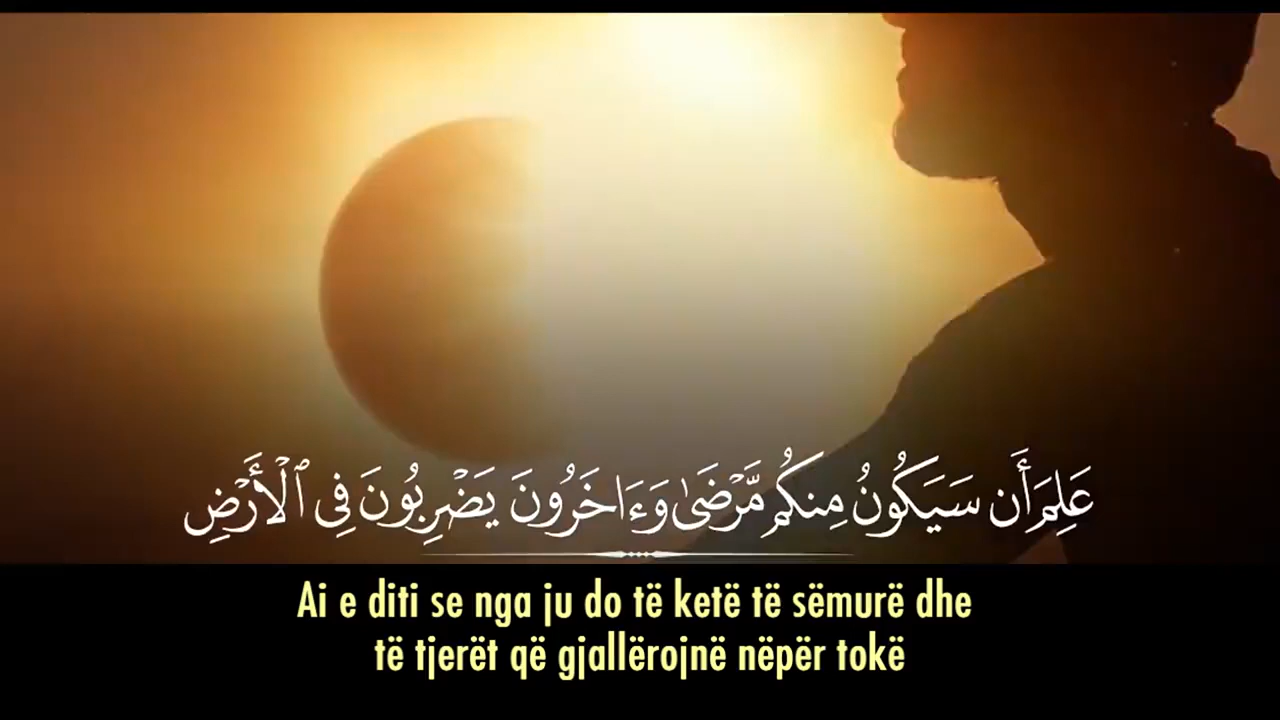 عَلِمَ أَن سَيَكُونُ مِنكُم مَّرْضَىٰ وَءَاخَرُونَ يَضْرِبُونَ فِى ٱلْأَرْضِ
Ai e diti se nga ju do të ketë të sëmurë dhe
të tjerët që gjallërojnë nëpër tokë